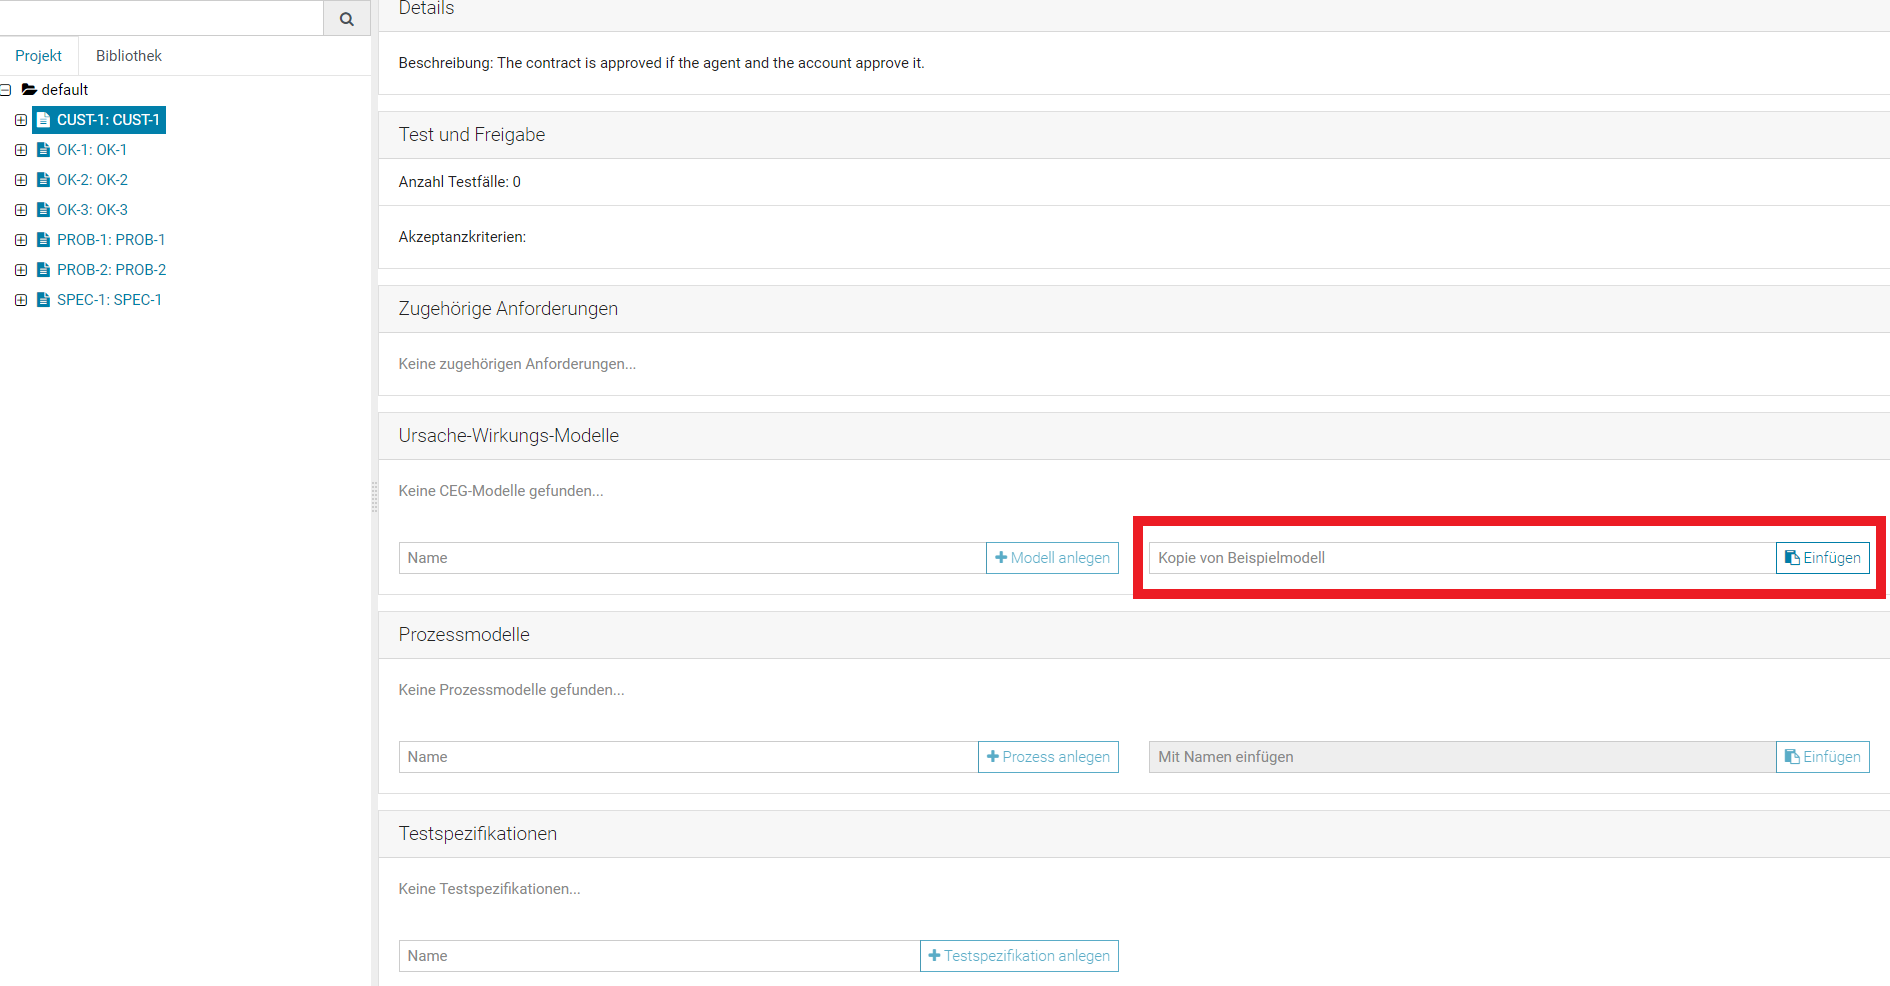 Projekt
Bibliothek
default
CUST-1: CUST-1
OK-1: OK-1
OK-2: OK-2
OK-3: OK-3
PROB-1: PROB-1
PROB-2: PROB-2
SPEC-1: SPEC-1
Details
Beschreibung: The contract is approved if the agent and the account approve it.
Test und Freigabe
Anzahl Testfälle: 0
Akzeptanzkriterien:
Zugehörige Anforderungen
Keine zugehörigen Anforderungen...
Ursache-Wirkungs-Modelle
Keine CEG-Modelle gefunden...
Name
Modell anlegen
Kopie von Beispielmodell
Einfügen
Prozessmodelle
Keine Prozessmodelle gefunden...
Name
Prozess anlegen
Mit Namen einfügen
Einfügen
Testspezifikationen
Keine Testspezifikationen...
Name
Testspezifikation anlegen